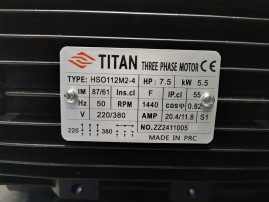 TITAN THREE PHASE MOTOR CE
TYPE: HSO112M2-4 HP: 7.5 kW 5.5
IM 87/61 Ins.cl F IP.cl 55
Hz 50 RPM 1440 cosφ 0.82
V 220/380 AMP 20.4/11.8 S1
220 380 NO.ZZ2411005
MADE IN PRC